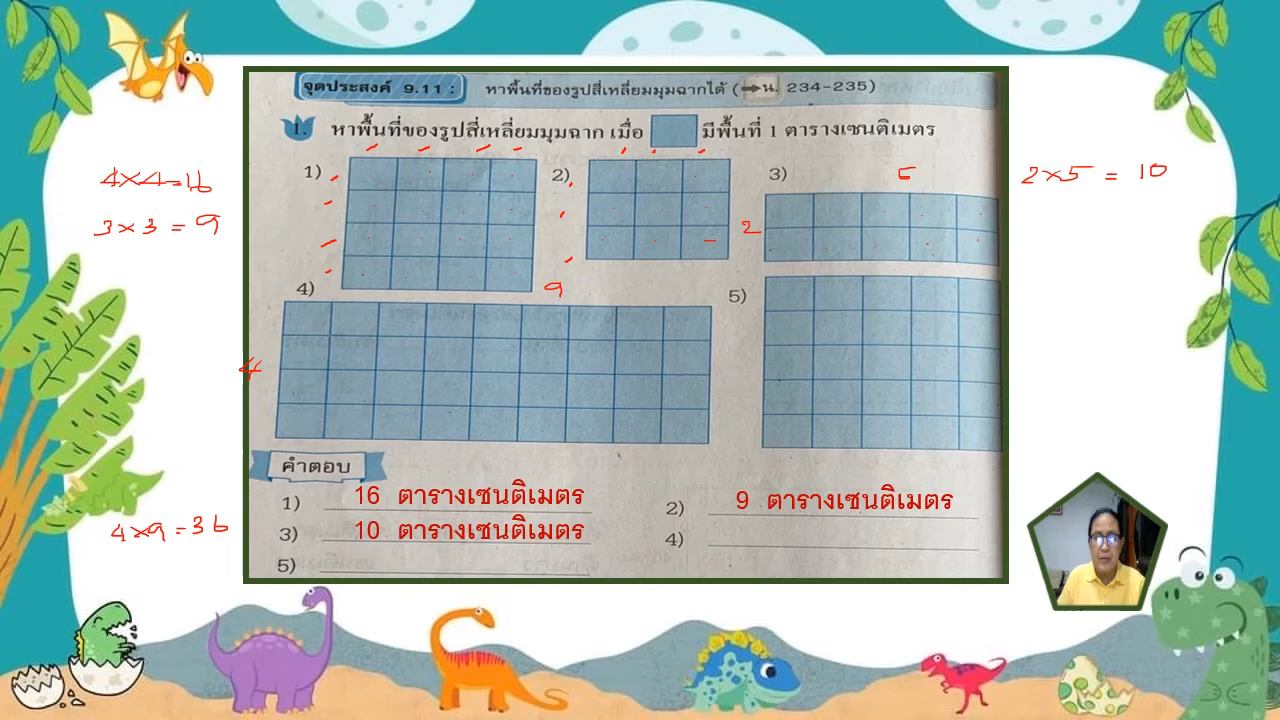 จุดประสงค์ 9.11 : หาพื้นที่ของรูปสี่เหลี่ยมมุมฉากได้ (➡น. 234-235)
1. หาพื้นที่ของรูปสี่เหลี่ยมมุมฉาก เมื่อ มีพื้นที่ 1 ตารางเซนติเมตร
1) 2) 3) 5
4×4=16 2×5 = 10
3×3 = 9 2
4) 9 5)
4
คำตอบ
1) 16 ตารางเซนติเมตร 2) 9 ตารางเซนติเมตร
4×9=36 3) 10 ตารางเซนติเมตร 4)
5)